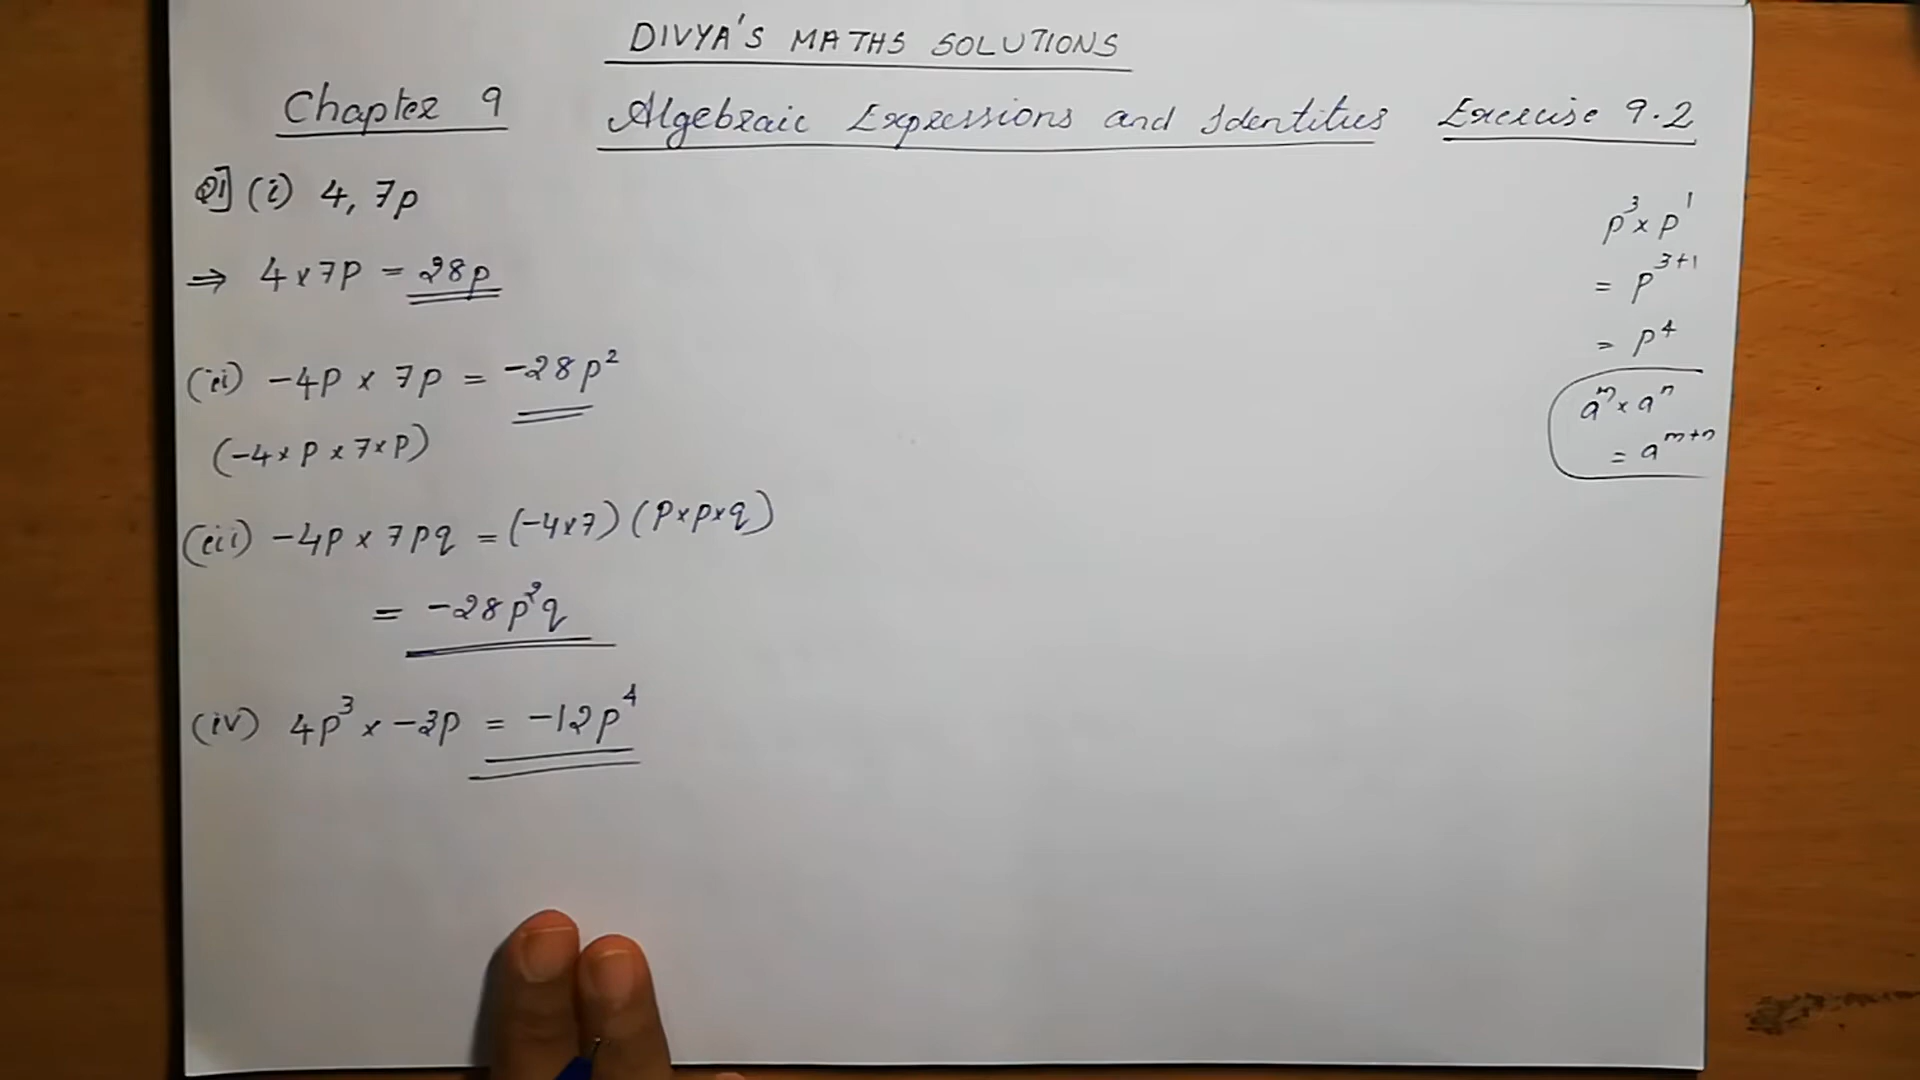 DIVYA'S MATHS SOLUTIONS
Chapter 9 Algebraic Expressions and Identities Exercise 9.2
Q1] (i) 4, 7p
⇒ 4 × 7p = 28p
(ii) -4p × 7p = -28p²
(-4 × p × 7 × p)
(iii) -4p × 7pq = (-4×7) (p×p×q)
= -28p²q
(iv) 4p³ × -3p = -12p⁴
p³ × p¹
= p³⁺¹
= p⁴
aᵐ × aⁿ
= aᵐ⁺ⁿ